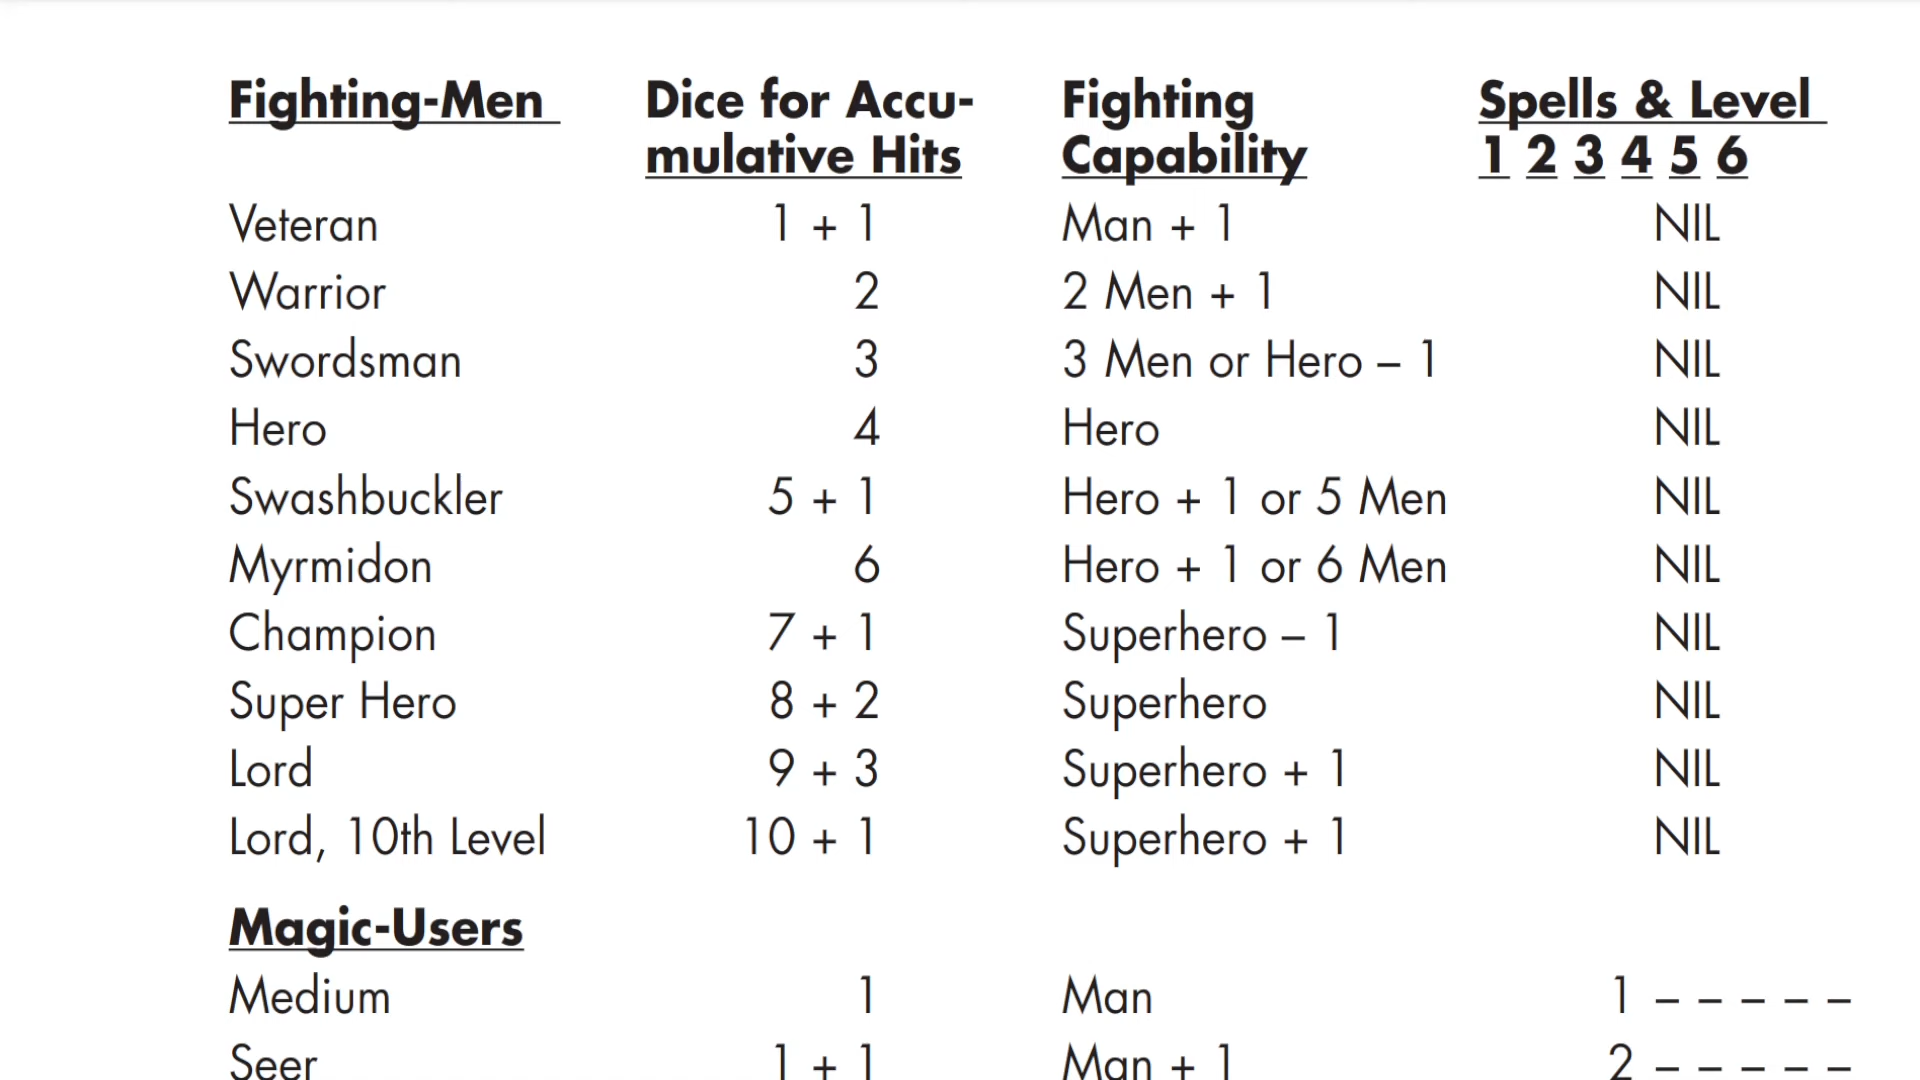 Fighting-Men Dice for Accu- Fighting Spells & Level
mulative Hits Capability 1 2 3 4 5 6
Veteran 1 + 1 Man + 1 NIL
Warrior 2 2 Men + 1 NIL
Swordsman 3 3 Men or Hero – 1 NIL
Hero 4 Hero NIL
Swashbuckler 5 + 1 Hero + 1 or 5 Men NIL
Myrmidon 6 Hero + 1 or 6 Men NIL
Champion 7 + 1 Superhero – 1 NIL
Super Hero 8 + 2 Superhero NIL
Lord 9 + 3 Superhero + 1 NIL
Lord, 10th Level 10 + 1 Superhero + 1 NIL
Magic-Users
Medium 1 Man 1 – – – – –
Seer 1 + 1 Man + 1 2 – – – – –